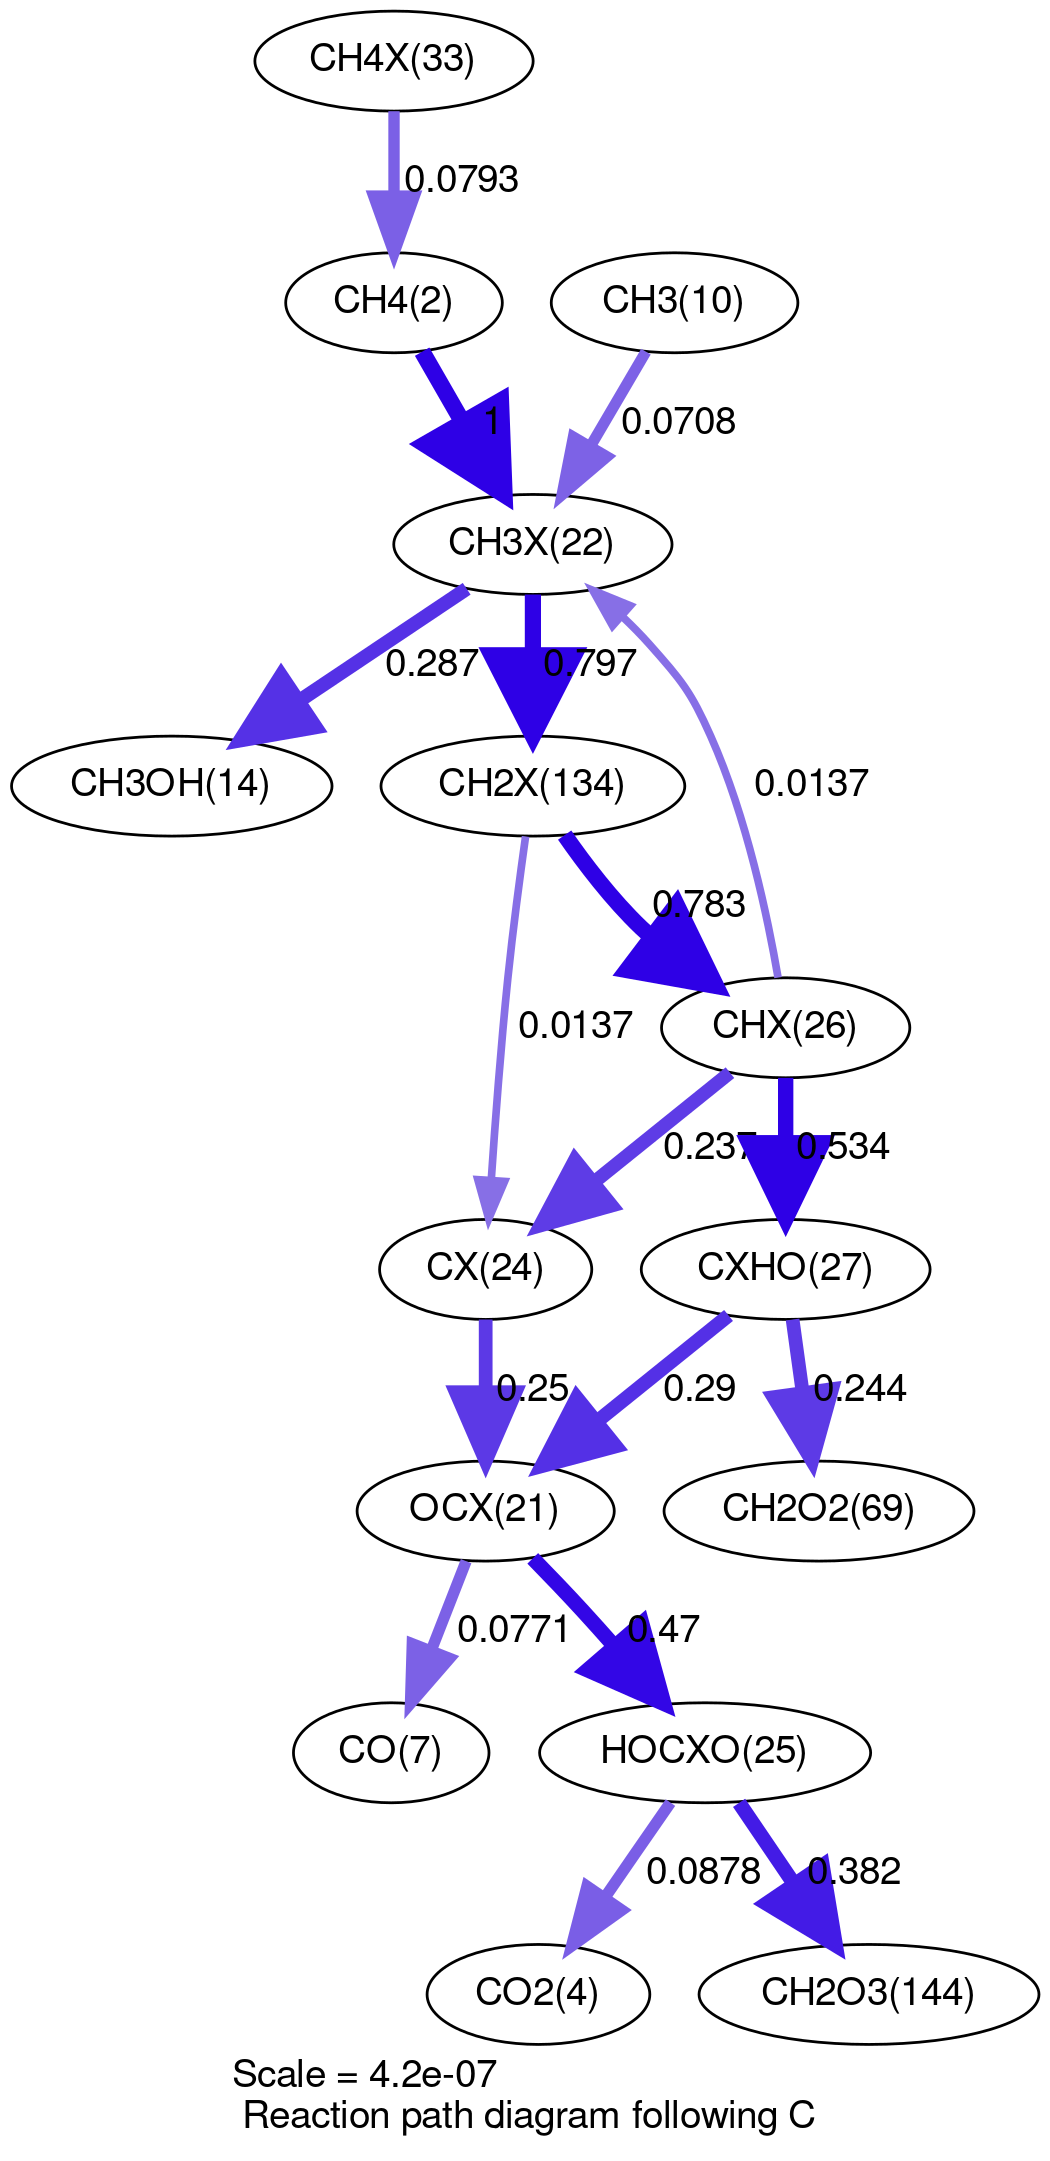 CH4X(33)
0.0793
CH4(2)
CH3(10)
1
0.0708
CH3X(22)
0.287
0.797
0.0137
CH3OH(14)
CH2X(134)
0.783
0.0137
CHX(26)
0.237
0.534
CX(24)
CXHO(27)
0.25
0.29
0.244
OCX(21)
CH2O2(69)
0.0771
0.47
CO(7)
HOCXO(25)
0.0878
0.382
CO2(4)
CH2O3(144)
Scale = 4.2e-07
Reaction path diagram following C